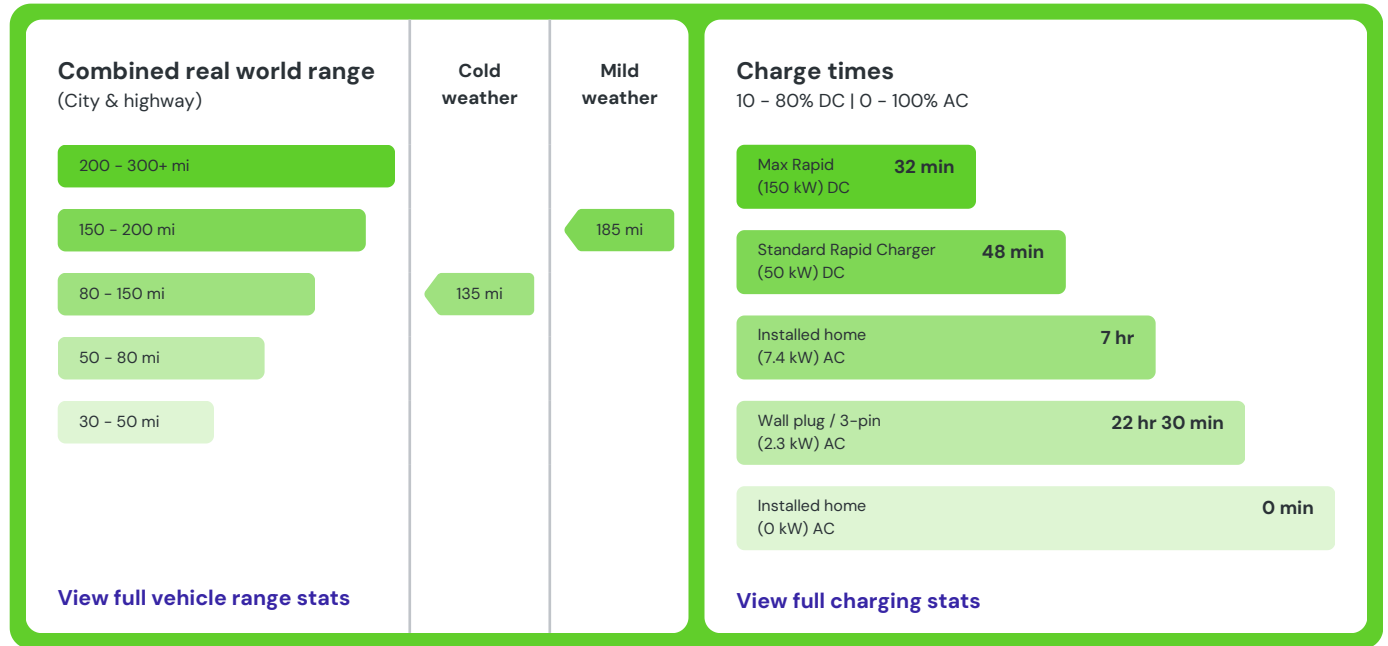 Combined real world range
(City & highway)
Cold
weather
Mild
weather
200 - 300+ mi
150 - 200 mi
185 mi
80 - 150 mi
135 mi
50 - 80 mi
30 - 50 mi
View full vehicle range stats
Charge times
10 - 80% DC | 0 - 100% AC
Max Rapid
(150 kW) DC
32 min
Standard Rapid Charger
(50 kW) DC
48 min
Installed home
(7.4 kW) AC
7 hr
Wall plug / 3-pin
(2.3 kW) AC
22 hr 30 min
Installed home
(0 kW) AC
0 min
View full charging stats